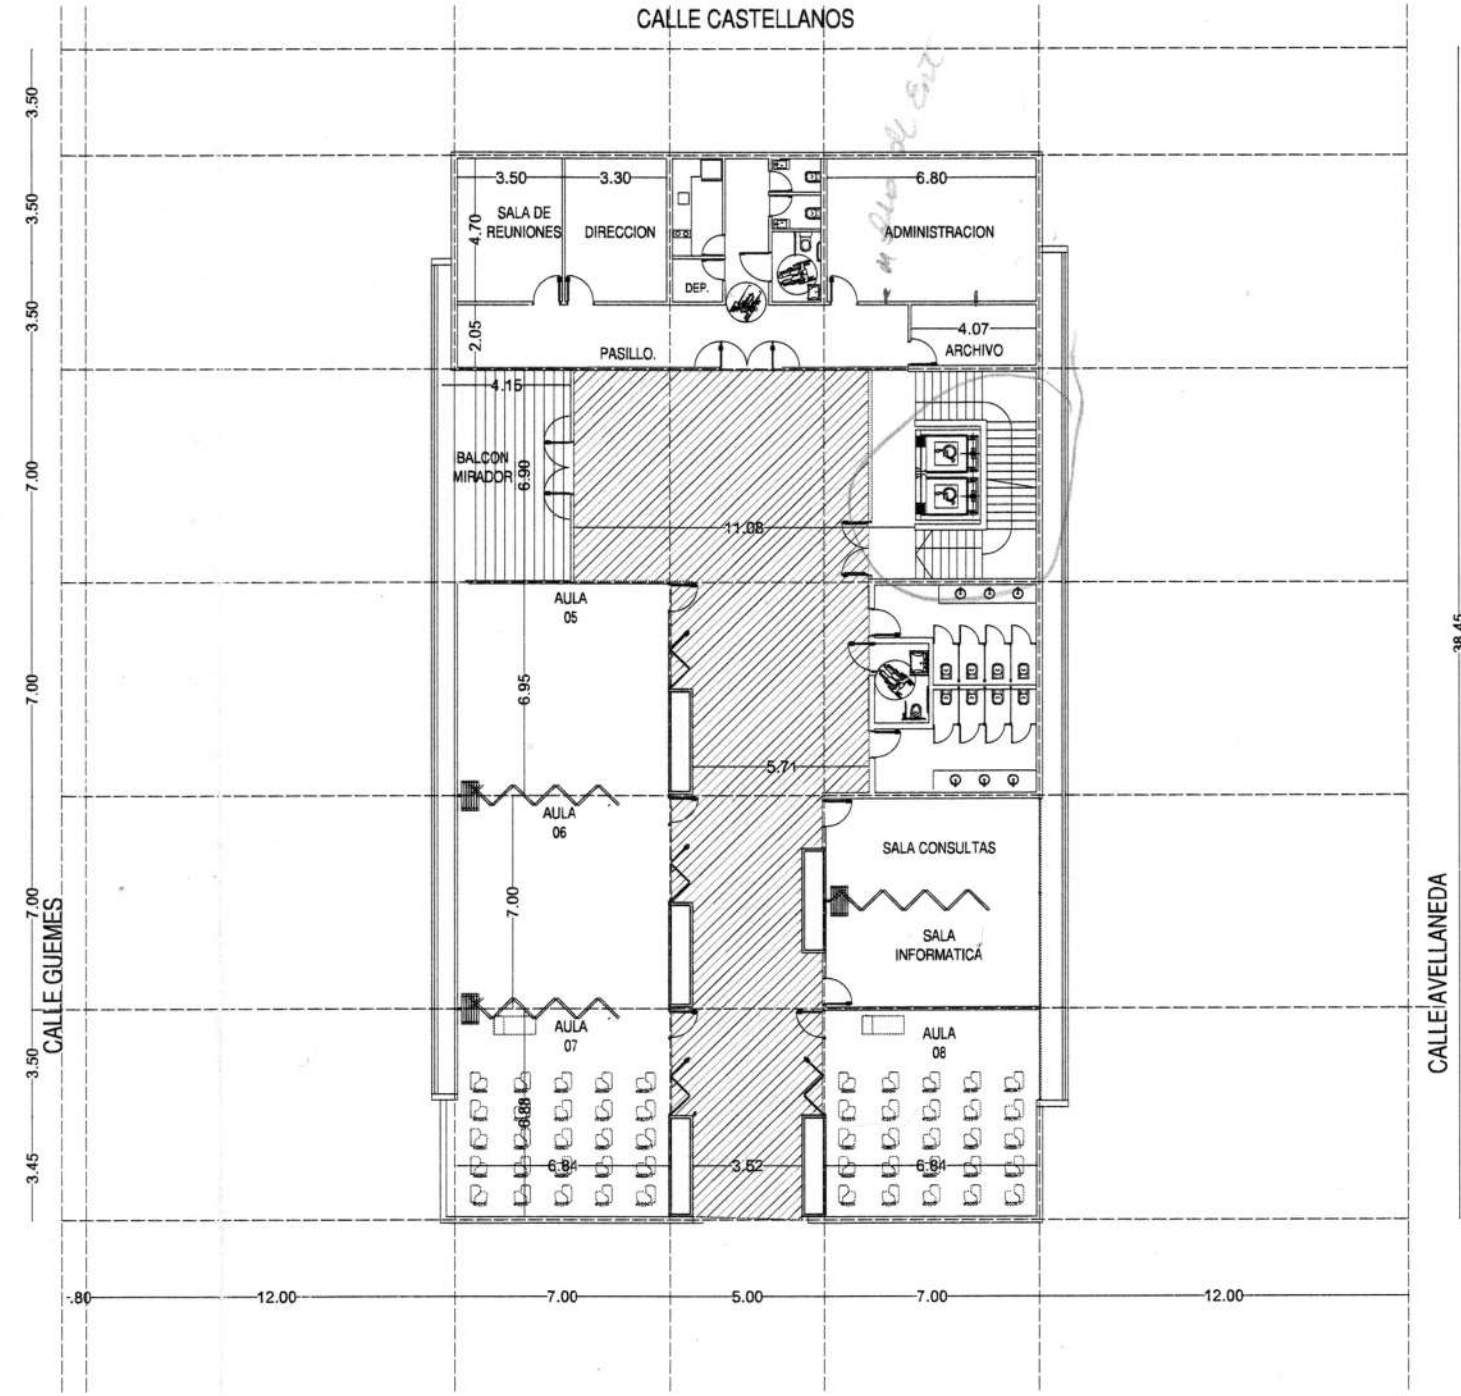 CALLE CASTELLANOS
3.50
3.50
3.30
6.80
SALA DE
REUNIONES
DIRECCION
ADMINISTRACION
3.50
4.70
DEP.
3.50
2.05
PASILLO.
4.07
ARCHIVO
4.15
BALCON
MIRADOR
6.90
7.00
11.08
AULA
05
38.45
7.00
6.95
5.71
AULA
06
SALA CONSULTAS
7.00
7.00
SALA
INFORMATICA
CALLE GUEMES
CALLE AVELLANEDA
AULA
07
AULA
08
3.50
6.88
3.45
6.84
3.52
6.84
.80
12.00
7.00
5.00
7.00
12.00